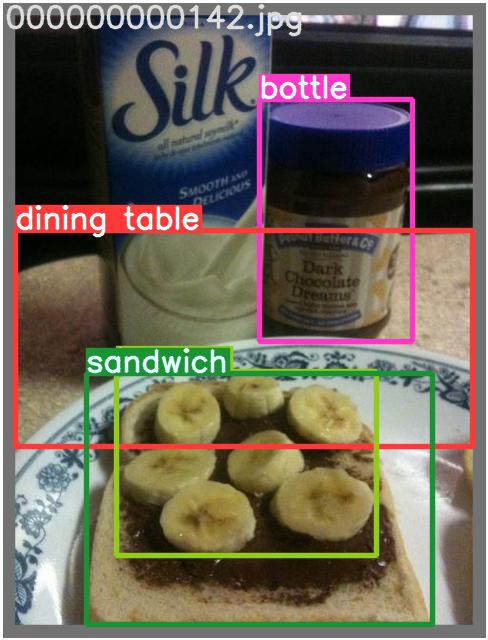 000000000142.jpg
Silk
all natural soymilk
SMOOTH AND
DELICIOUS
bottle
dining table
Peanut Butter & Co
Dark
Chocolate
Dreams
sandwich